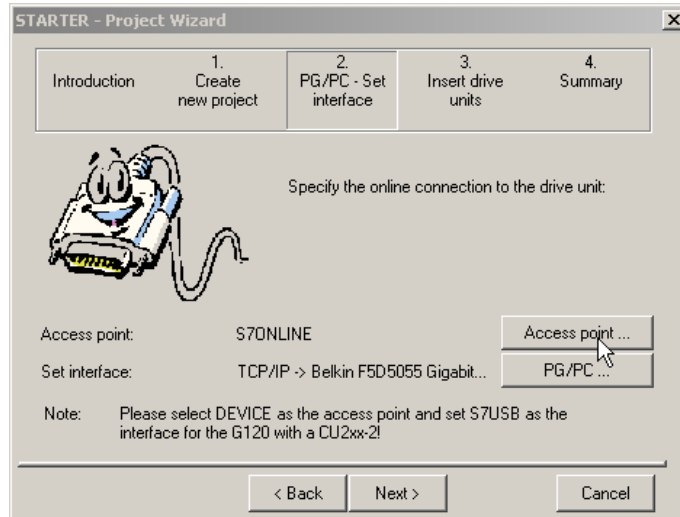 STARTER - Project Wizard
Introduction
1.
Create
new project
2.
PG/PC - Set
interface
3.
Insert drive
units
4.
Summary
Specify the online connection to the drive unit:
Access point: S7ONLINE Access point ...
Set interface: TCP/IP -> Belkin F5D5055 Gigabit... PG/PC ...
Note: Please select DEVICE as the access point and set S7USB as the
interface for the G120 with a CU2xx-2!
< Back Next > Cancel